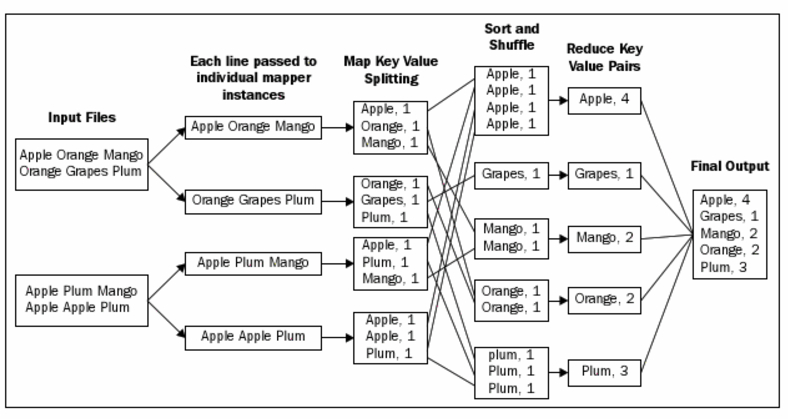 Input Files
Apple Orange Mango
Orange Grapes Plum
Apple Plum Mango
Apple Apple Plum
Each line passed to
individual mapper
instances
Apple Orange Mango
Orange Grapes Plum
Apple Plum Mango
Apple Apple Plum
Map Key Value
Splitting
Apple, 1
Orange, 1
Mango, 1
Orange, 1
Grapes, 1
Plum, 1
Apple, 1
Plum, 1
Mango, 1
Apple, 1
Apple, 1
Plum, 1
Sort and
Shuffle
Apple, 1
Apple, 1
Apple, 1
Apple, 1
Grapes, 1
Mango, 1
Mango, 1
Orange, 1
Orange, 1
plum, 1
Plum, 1
Plum, 1
Reduce Key
Value Pairs
Apple, 4
Grapes, 1
Mango, 2
Orange, 2
Plum, 3
Final Output
Apple, 4
Grapes, 1
Mango, 2
Orange, 2
Plum, 3